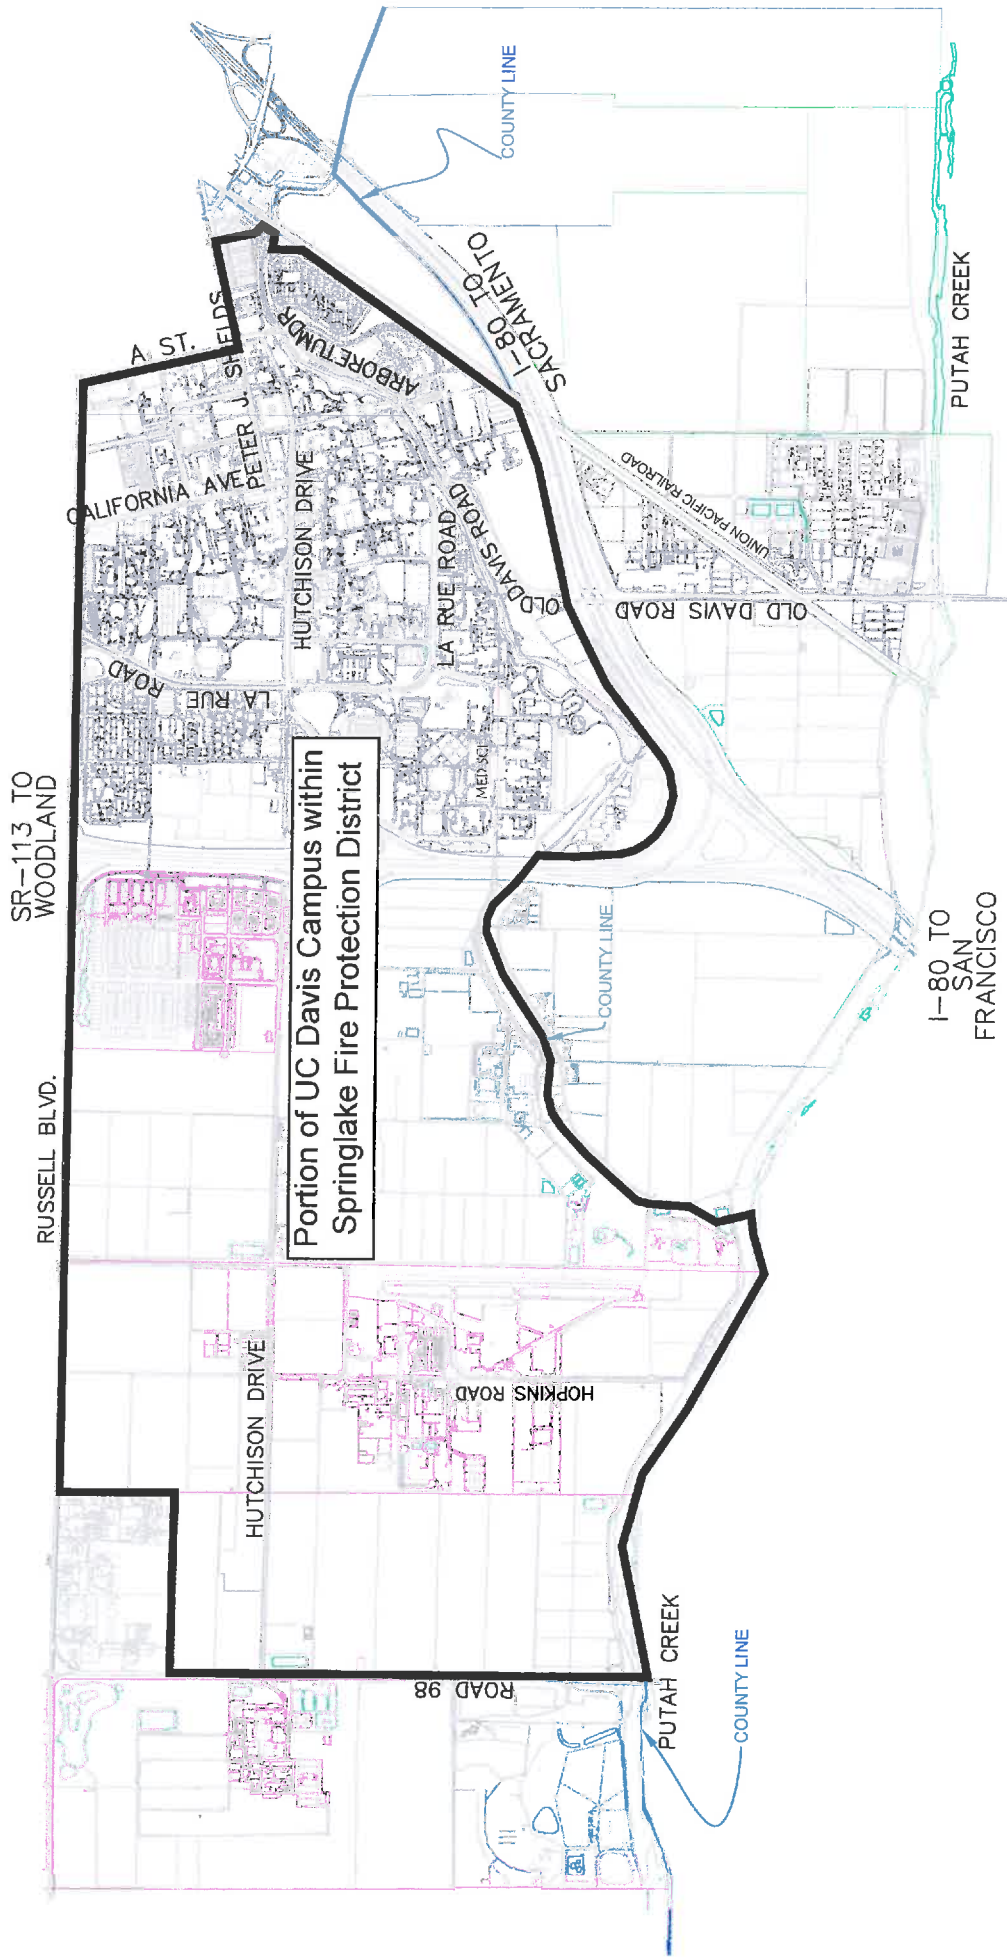 SR-113 TO
WOODLAND
RUSSELL BLVD.
A ST.
CALIFORNIA AVE
PETER J. SHIELDS
HUTCHISON DRIVE
ARBORETUM DR
LA RUE ROAD
LA RUE ROAD
OLD DAVIS ROAD
MED SCI
I-80 TO
SACRAMENTO
COUNTY LINE
UNION PACIFIC RAILROAD
OLD DAVIS ROAD
PUTAH CREEK
Portion of UC Davis Campus within
Springlake Fire Protection District
COUNTY LINE
I-80 TO
SAN
FRANCISCO
HUTCHISON DRIVE
HOPKINS ROAD
ROAD 98
PUTAH CREEK
COUNTY LINE